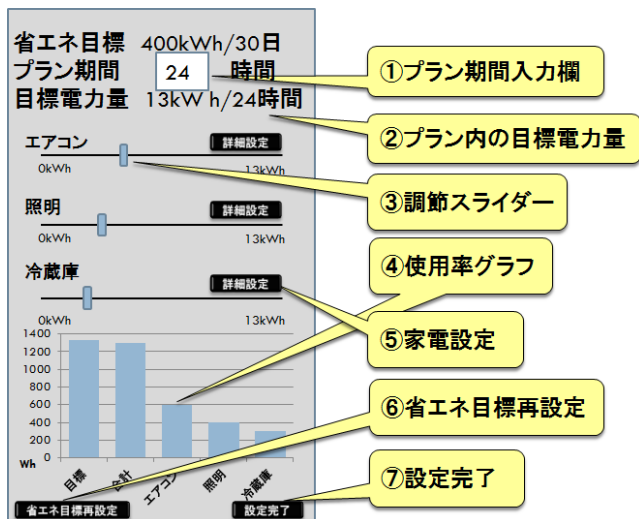 省エネ目標 400kWh/30日
プラン期間 24 時間
目標電力量 13kW h/24時間
エアコン 詳細設定
0kWh 13kWh
照明 詳細設定
0kWh 13kWh
冷蔵庫 詳細設定
0kWh 13kWh
1400
1200
1000
800
600
400
200
0
Wh
目標 合計 エアコン 照明 冷蔵庫
省エネ目標再設定 設定完了
①プラン期間入力欄
②プラン内の目標電力量
③調節スライダー
④使用率グラフ
⑤家電設定
⑥省エネ目標再設定
⑦設定完了